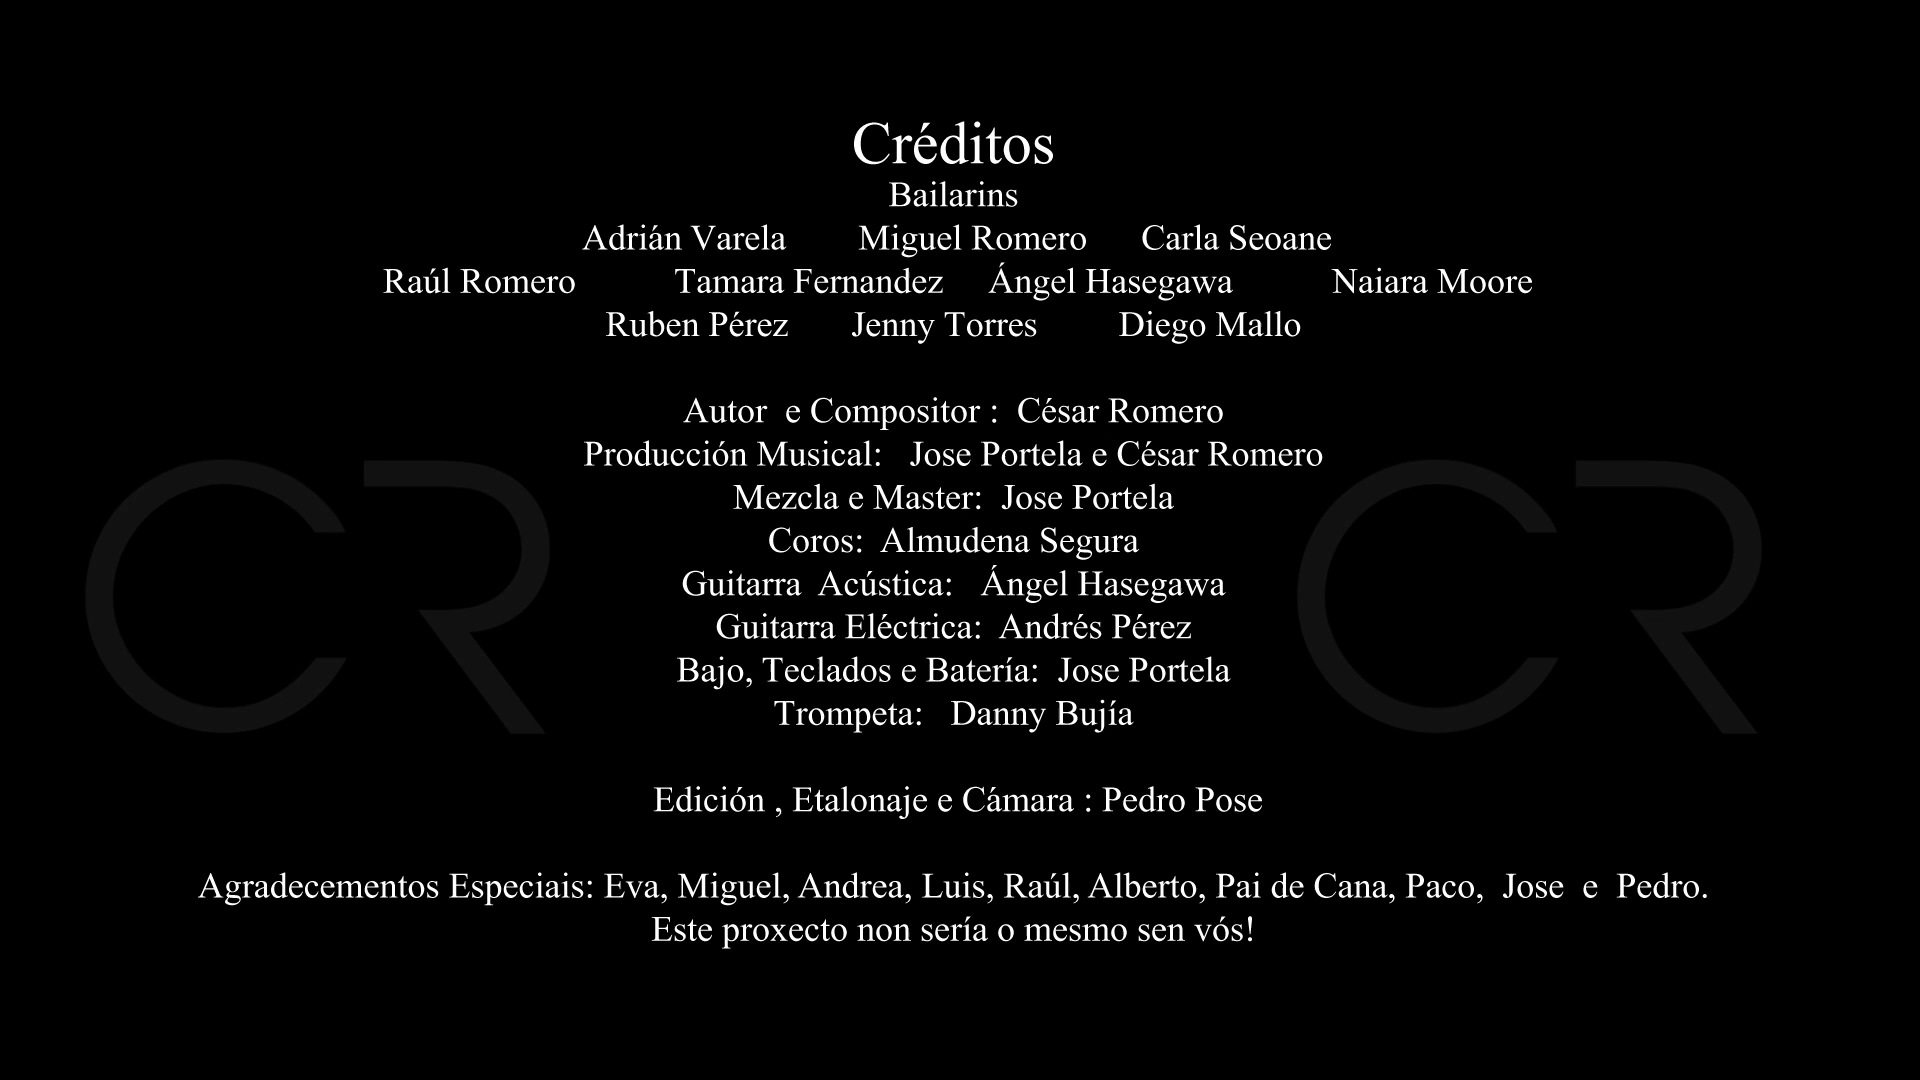 Créditos
Bailarins
Adrián Varela Miguel Romero Carla Seoane
Raúl Romero Tamara Fernandez Ángel Hasegawa Naiara Moore
Ruben Pérez Jenny Torres Diego Mallo
Autor e Compositor : César Romero
Producción Musical: Jose Portela e César Romero
Mezcla e Master: Jose Portela
Coros: Almudena Segura
Guitarra Acústica: Ángel Hasegawa
Guitarra Eléctrica: Andrés Pérez
Bajo, Teclados e Batería: Jose Portela
Trompeta: Danny Bujía
CR
CR
Edición , Etalonaje e Cámara : Pedro Pose
Agradecementos Especiais: Eva, Miguel, Andrea, Luis, Raúl, Alberto, Pai de Cana, Paco, Jose e Pedro.
Este proxecto non sería o mesmo sen vós!